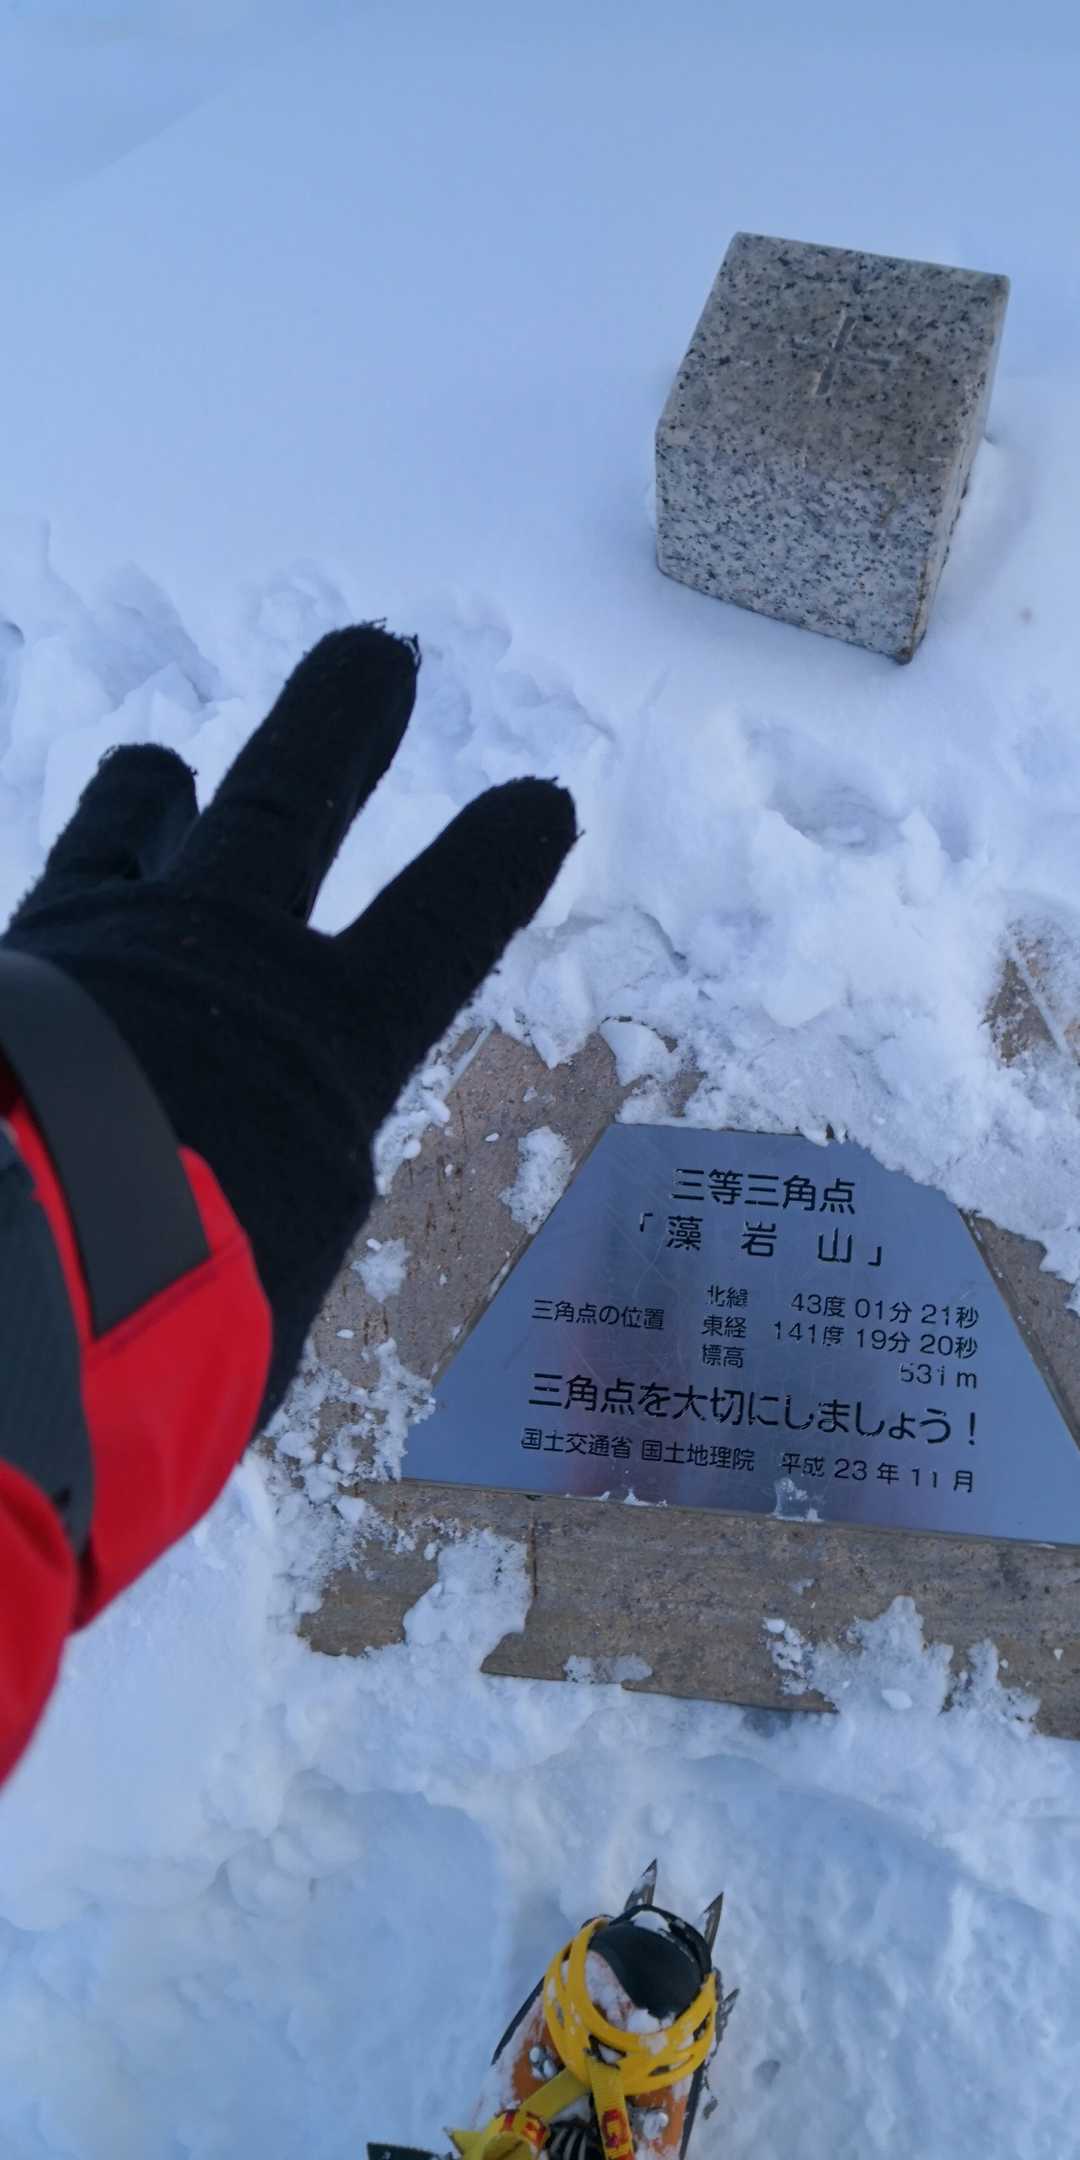 三等三角点
「藻岩山」
三角点の位置 北緯 43度 01分 21秒
東経 141度 19分 20秒
標高 531m
三角点を大切にしましょう！
国土交通省 国土地理院 平成 23 年 11 月